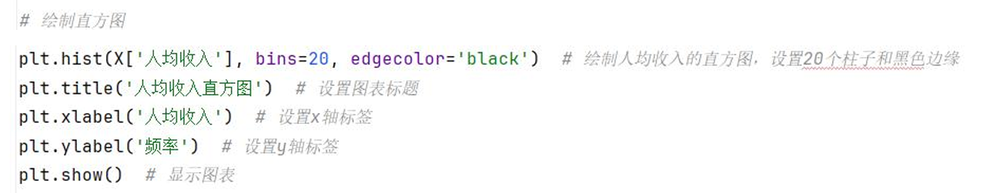 # 绘制直方图
plt.hist(X['人均收入'], bins=20, edgecolor='black')  # 绘制人均收入的直方图，设置20个柱子和黑色边缘
plt.title('人均收入直方图')  # 设置图表标题
plt.xlabel('人均收入')  # 设置x轴标签
plt.ylabel('频率')  # 设置y轴标签
plt.show()  # 显示图表